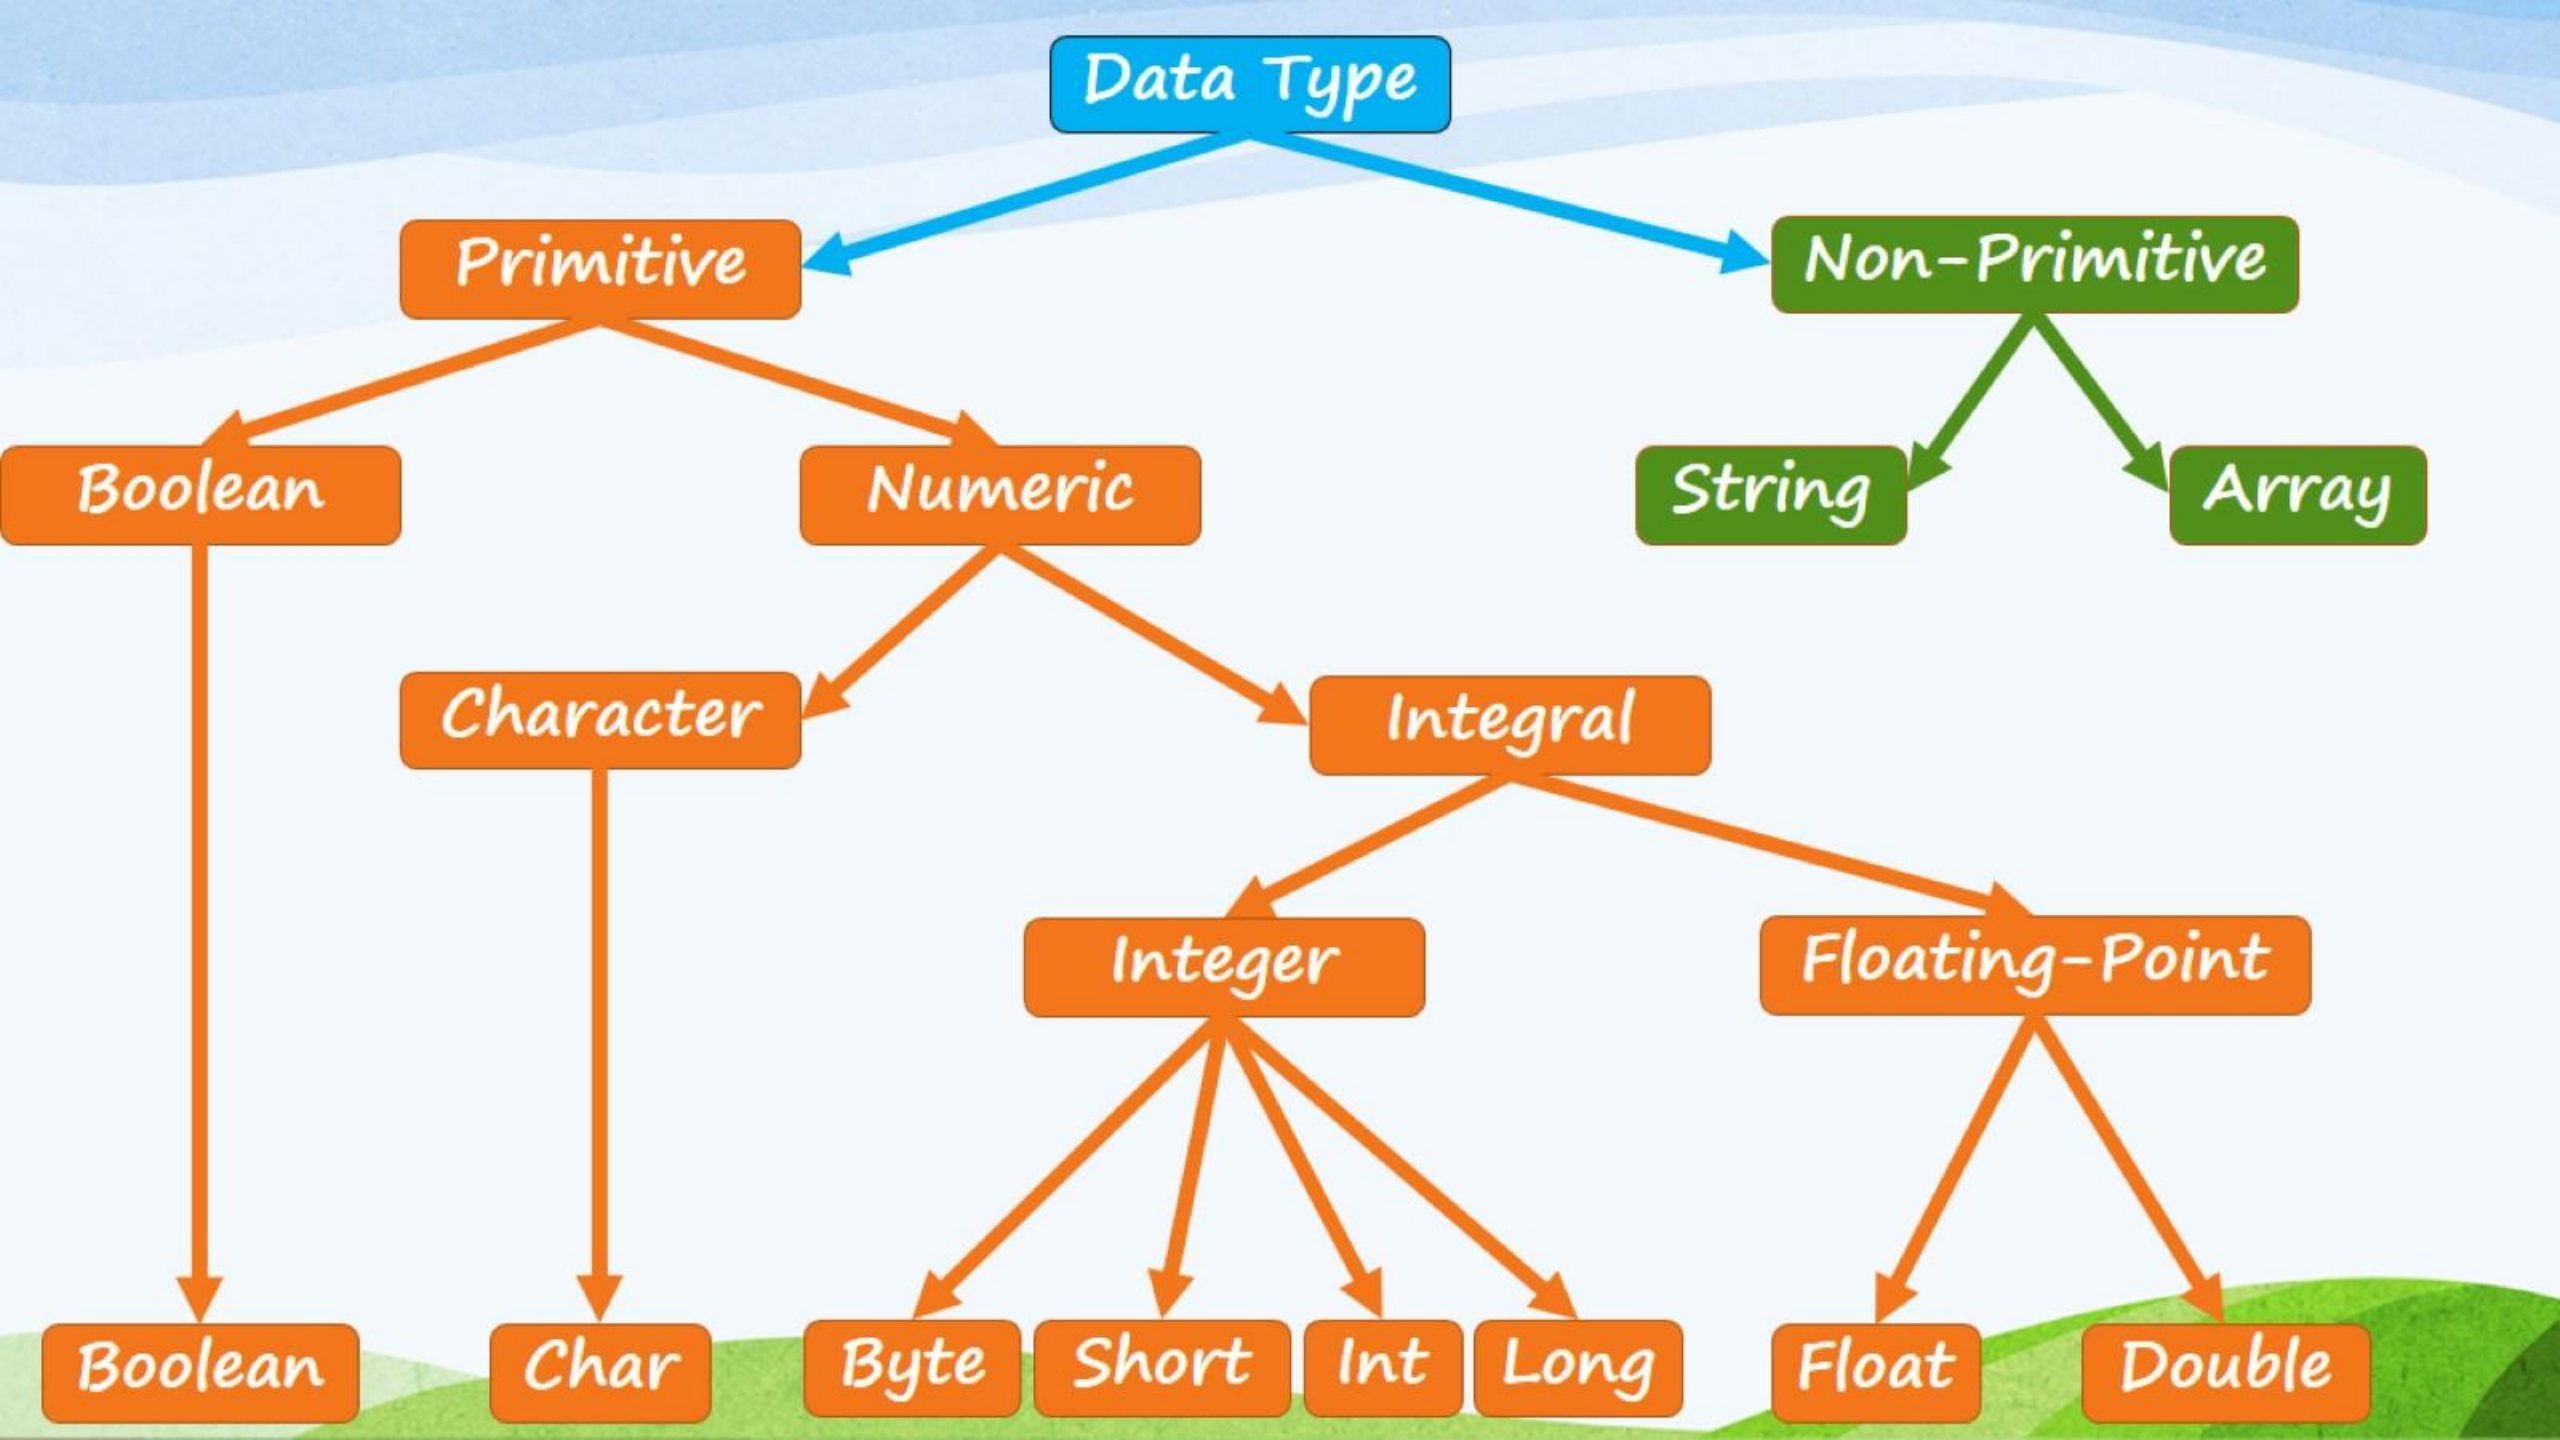 Data Type
Primitive
Non-Primitive
Boolean
Numeric
String
Array
Character
Integral
Integer
Floating-Point
Boolean
Char
Byte
Short
Int
Long
Float
Double